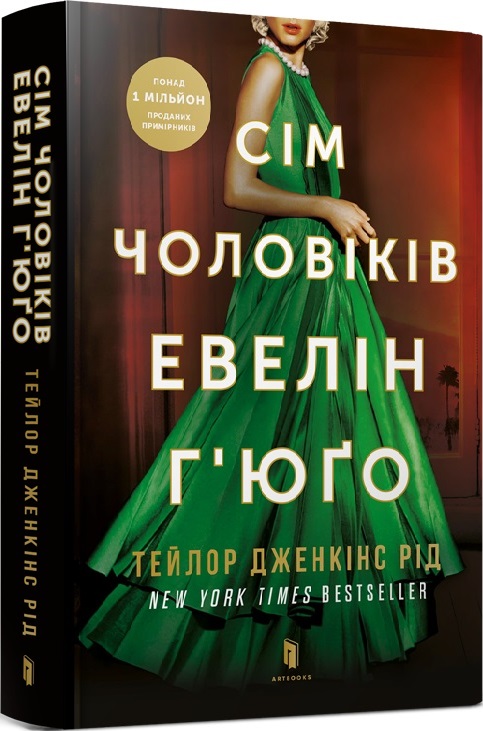 СІМ ЧОЛОВІКІВ
ЕВЕЛІН Г'ЮҐО
ТЕЙЛОР ДЖЕНКІНС РІД
ПОНАД
1 МІЛЬЙОН
ПРОДАНИХ
ПРИМІРНИКІВ
СІМ
ЧОЛОВІКІВ
ЕВЕЛІН
Г'ЮҐО
ТЕЙЛОР ДЖЕНКІНС РІД
NEW YORK TIMES BESTSELLER
ARTBOOKS